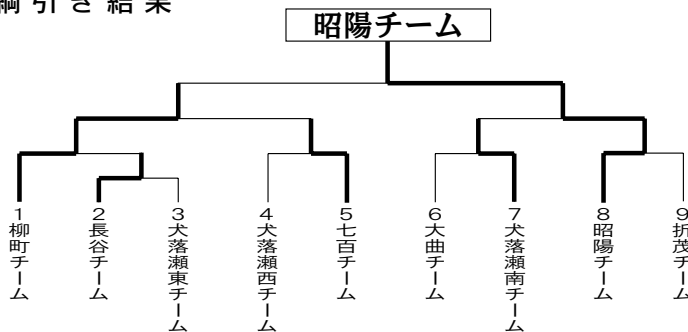 綱引き結果
昭陽チーム
1柳町チーム
2長谷チーム
3犬落瀬東チーム
4犬落瀬西チーム
5七百チーム
6大曲チーム
7犬落瀬南チーム
8昭陽チーム
9折茂チーム